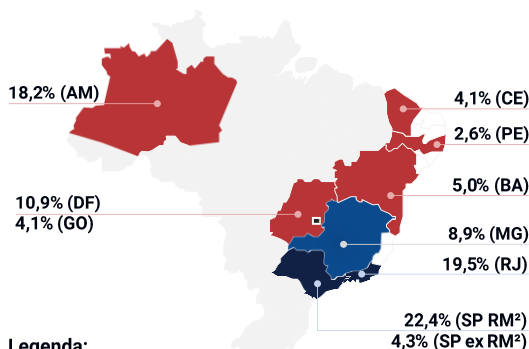 18,2% (AM)
4,1% (CE)
2,6% (PE)
5,0% (BA)
10,9% (DF)
4,1% (GO)
8,9% (MG)
19,5% (RJ)
22,4% (SP RM²)
4,3% (SP ex RM²)
Legenda: